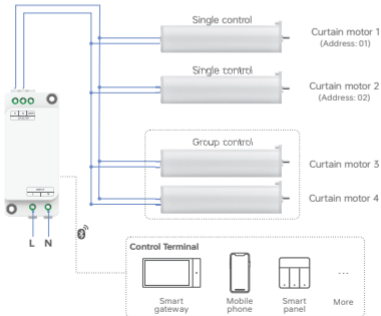 Single control
Curtain motor 1
(Address: 01)
Single control
Curtain motor 2
(Address: 02)
Group control
Curtain motor 3
Curtain motor 4
L N
Control Terminal
Smart
gateway
Mobile
phone
Smart
panel
...
More